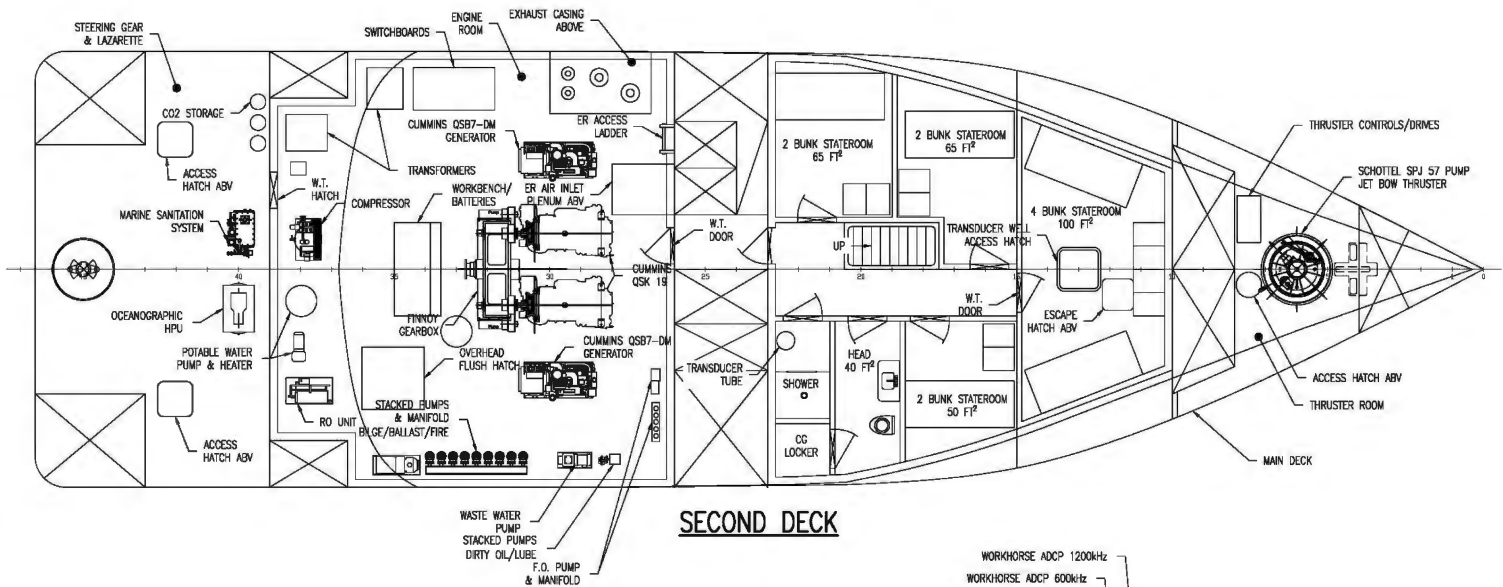 STEERING GEAR
& LAZARETTE
SWITCHBOARDS
ENGINE
ROOM
EXHAUST CASING
ABOVE
CO2 STORAGE
ACCESS
HATCH ABV
MARINE SANITATION
SYSTEM
W.T.
HATCH
COMPRESSOR
TRANSFORMERS
WORKBENCH/
BATTERIES
CUMMINS QSB7-DM
GENERATOR
ER ACCESS
LADDER
ER AIR INLET
PLENUM ABV
W.T.
DOOR
2 BUNK STATEROOM
65 FT²
2 BUNK STATEROOM
65 FT²
4 BUNK STATEROOM
100 FT²
THRUSTER CONTROLS/DRIVES
SCHOTTEL SPJ 57 PUMP
JET BOW THRUSTER
UP
TRANSDUCER WELL
ACCESS HATCH
40
35
30
25
20
15
10
0
OCEANOGRAPHIC
HPU
POTABLE WATER
PUMP & HEATER
FINNOY
GEARBOX
CUMMINS
QSK 19
W.T.
DOOR
ESCAPE
HATCH ABV
OVERHEAD
FLUSH HATCH
CUMMINS QSB7-DM
GENERATOR
TRANSDUCER
TUBE
HEAD
40 FT²
SHOWER
2 BUNK STATEROOM
50 FT²
CG
LOCKER
ACCESS HATCH ABV
THRUSTER ROOM
MAIN DECK
ACCESS
HATCH ABV
RO UNIT
STACKED PUMPS
& MANIFOLD
BILGE/BALLAST/FIRE
WASTE WATER
PUMP
STACKED PUMPS
DIRTY OIL/LUBE
F.O. PUMP
& MANIFOLD
SECOND DECK
WORKHORSE ADCP 1200kHz
WORKHORSE ADCP 600kHz